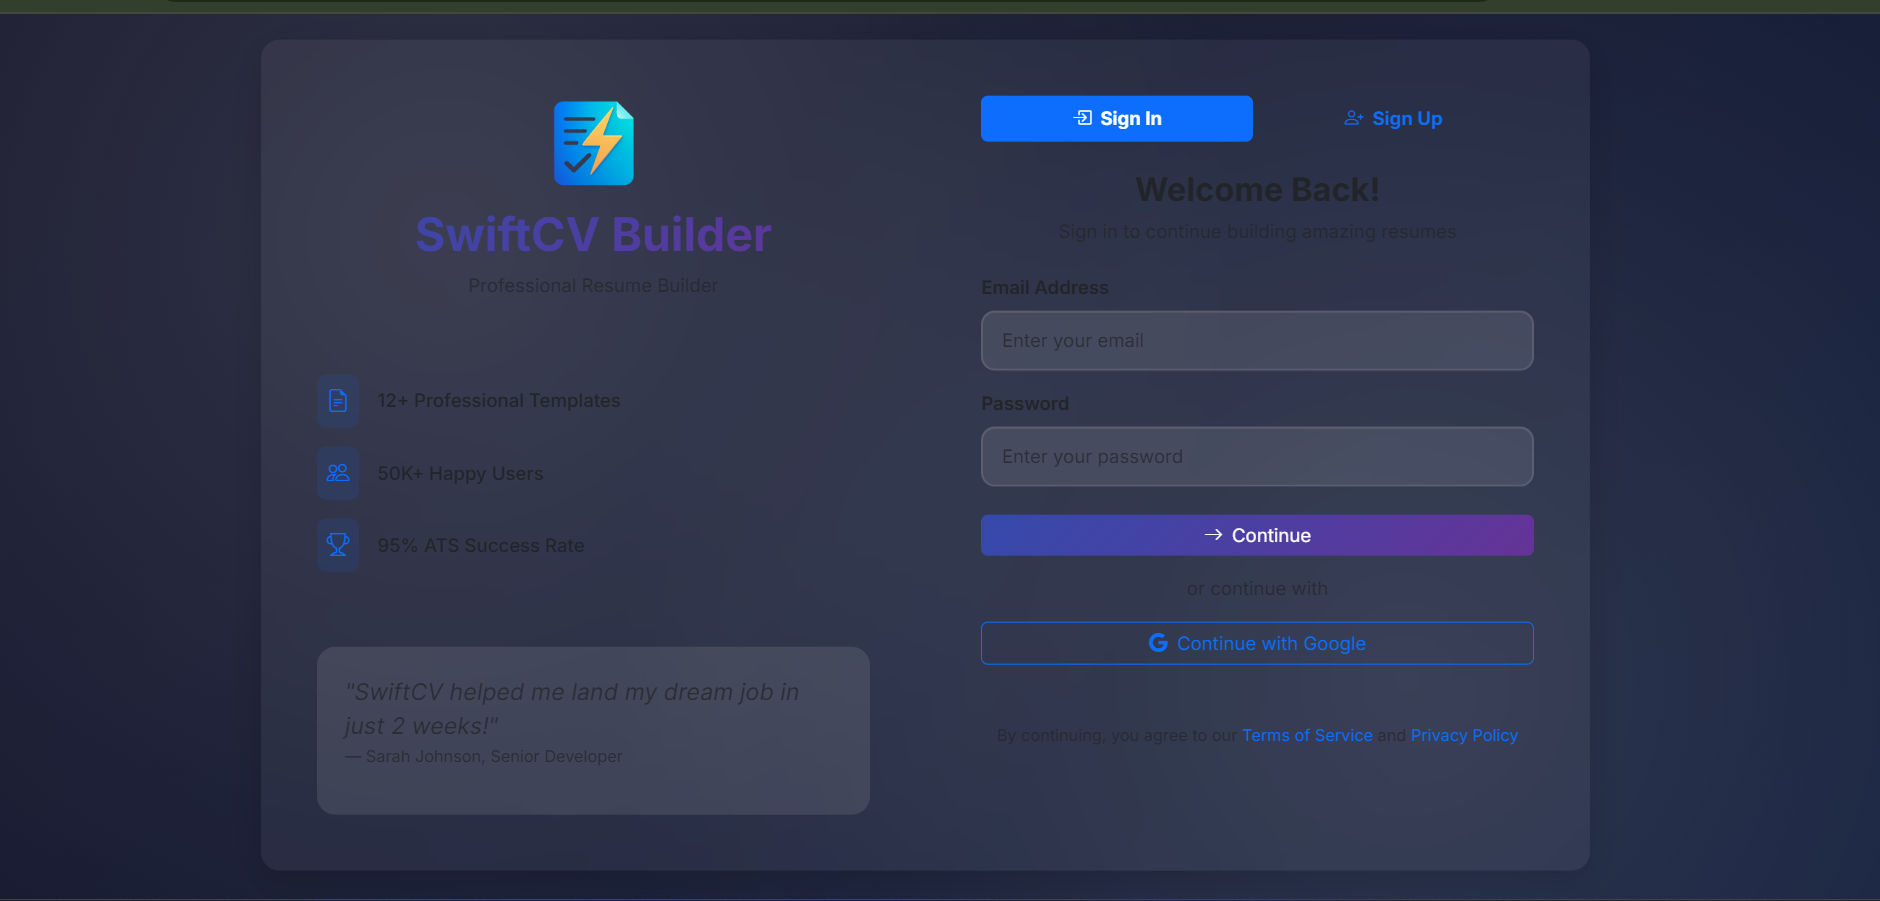 SwiftCV Builder
Professional Resume Builder
12+ Professional Templates
50K+ Happy Users
95% ATS Success Rate
"SwiftCV helped me land my dream job in
just 2 weeks!"
— Sarah Johnson, Senior Developer
Sign In
Sign Up
Welcome Back!
Sign in to continue building amazing resumes
Email Address
Enter your email
Password
Enter your password
Continue
or continue with
Continue with Google
By continuing, you agree to our Terms of Service and Privacy Policy